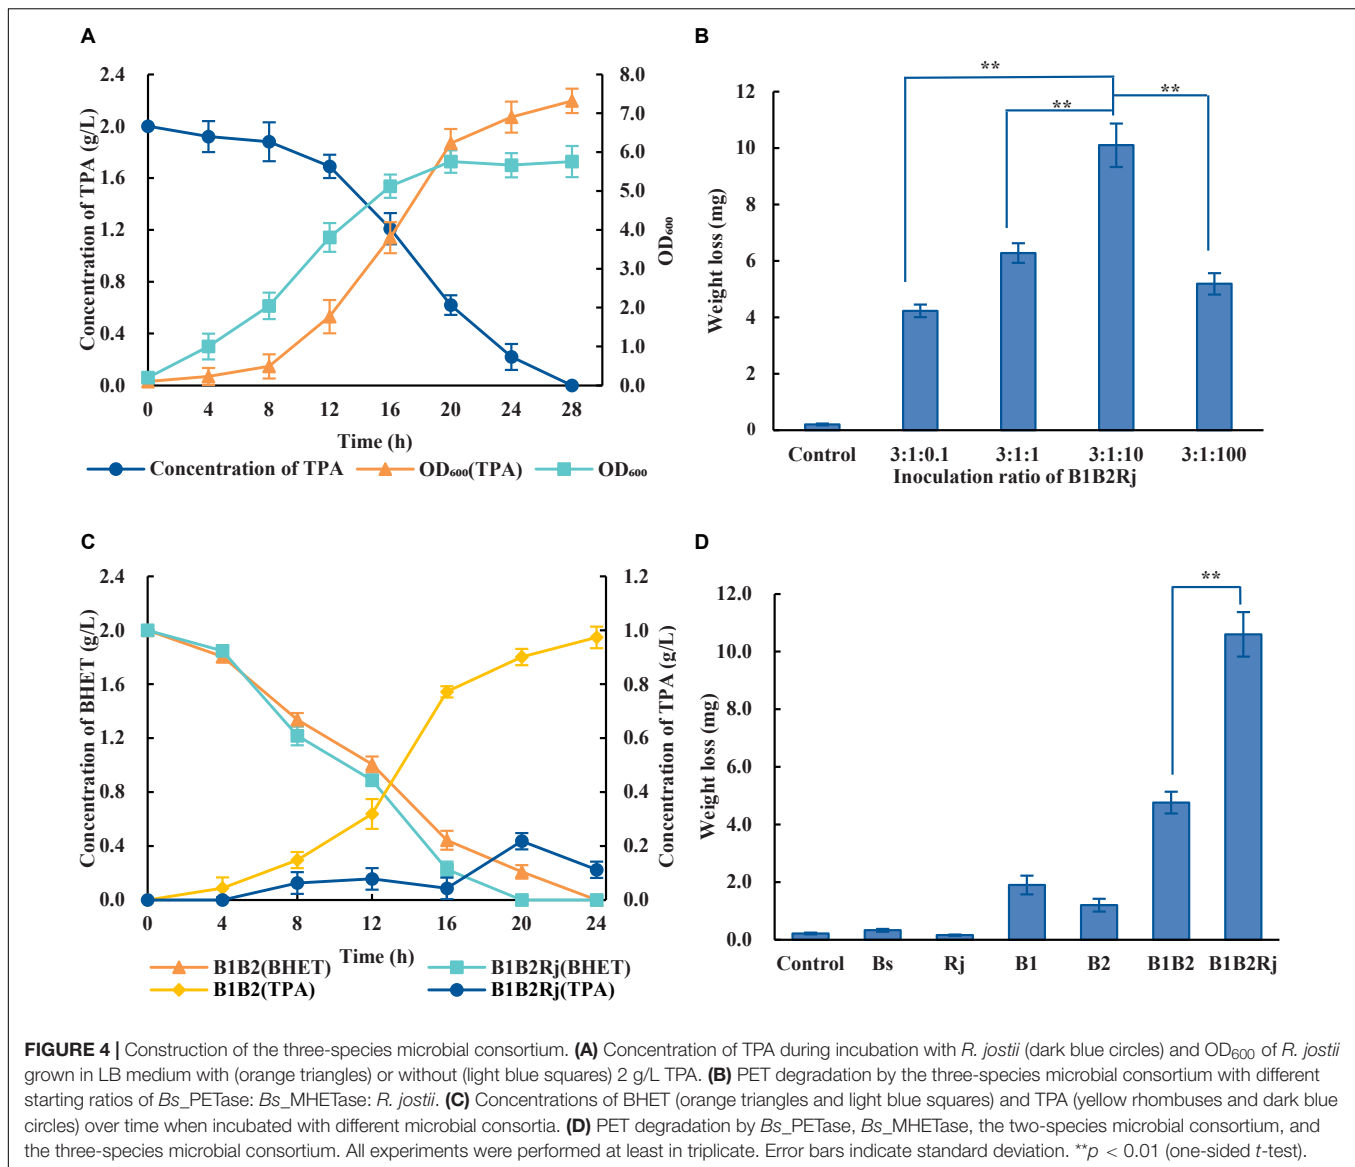 A
2.4
2.0
1.6
1.2
0.8
0.4
0.0
Concentration of TPA (g/L)
8.0
7.0
6.0
5.0
4.0
3.0
2.0
1.0
0.0
OD₆₀₀
0 4 8 12 16 20 24 28
Time (h)
Concentration of TPA OD₆₀₀(TPA) OD₆₀₀
B
12
10
8
6
4
2
0
Weight loss (mg)
**
**
**
Control 3:1:0.1 3:1:1 3:1:10 3:1:100
Inoculation ratio of B1B2Rj
C
2.4
2.0
1.6
1.2
0.8
0.4
0.0
Concentration of BHET (g/L)
1.2
1.0
0.8
0.6
0.4
0.2
0.0
Concentration of TPA (g/L)
0 4 8 12 16 20 24
Time (h)
B1B2(BHET) B1B2Rj(BHET)
B1B2(TPA) B1B2Rj(TPA)
D
12.0
10.0
8.0
6.0
4.0
2.0
0.0
Weight loss (mg)
**
Control Bs Rj B1 B2 B1B2 B1B2Rj
FIGURE 4 | Construction of the three-species microbial consortium. (A) Concentration of TPA during incubation with R. jostii (dark blue circles) and OD₆₀₀ of R. jostii
grown in LB medium with (orange triangles) or without (light blue squares) 2 g/L TPA. (B) PET degradation by the three-species microbial consortium with different
starting ratios of Bs_PETase: Bs_MHETase: R. jostii. (C) Concentrations of BHET (orange triangles and light blue squares) and TPA (yellow rhombuses and dark blue
circles) over time when incubated with different microbial consortia. (D) PET degradation by Bs_PETase, Bs_MHETase, the two-species microbial consortium, and
the three-species microbial consortium. All experiments were performed at least in triplicate. Error bars indicate standard deviation. **p < 0.01 (one-sided t-test).